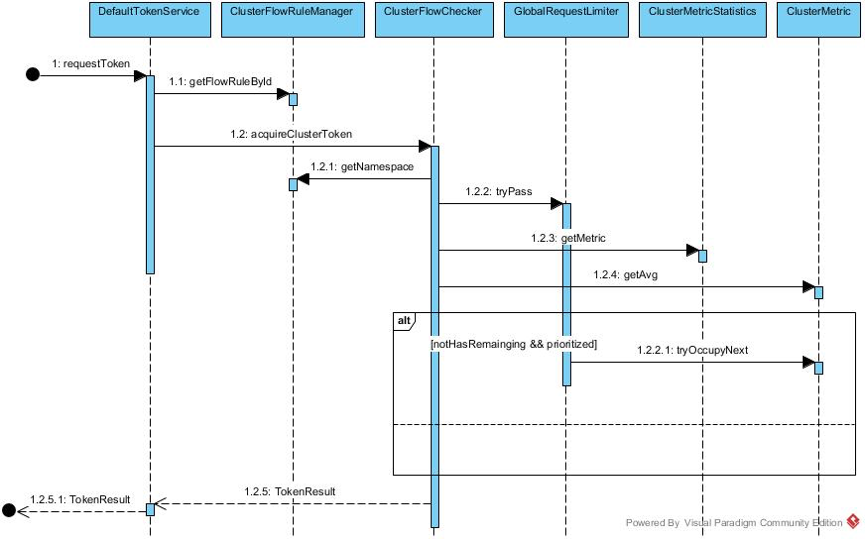 DefaultTokenService ClusterFlowRuleManager ClusterFlowChecker GlobalRequestLimiter ClusterMetricStatistics ClusterMetric
1: requestToken
1.1: getFlowRuleById
1.2: acquireClusterToken
1.2.1: getNamespace
1.2.2: tryPass
1.2.3: getMetric
1.2.4: getAvg
alt
[notHasRemainging && prioritized]
1.2.2.1: tryOccupyNext
1.2.5: TokenResult
1.2.5.1: TokenResult
Powered By Visual Paradigm Community Edition